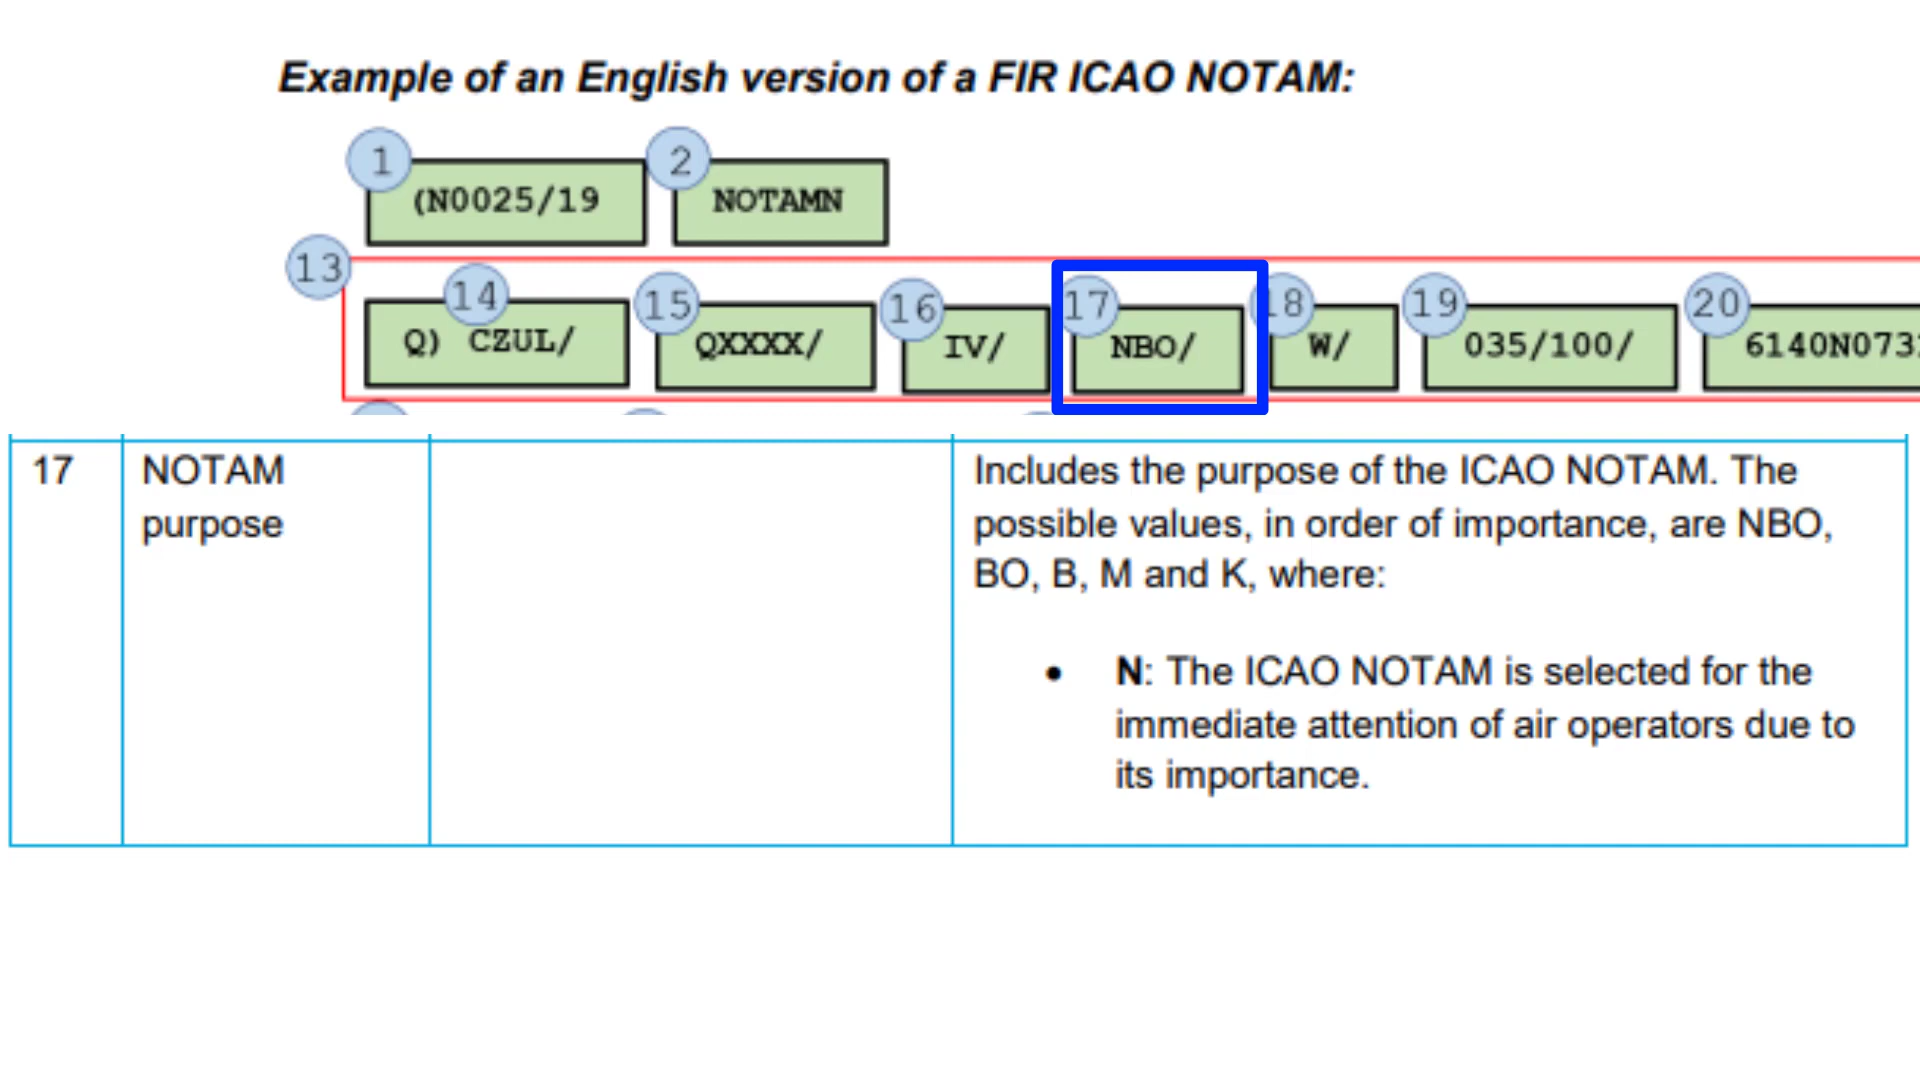 Example of an English version of a FIR ICAO NOTAM:
1 2
(N0025/19 NOTAMN
13 14 15 16 17 18 19 20
Q) CZUL/ QXXXX/ IV/ NBO/ W/ 035/100/ 6140N073
17 NOTAM purpose
Includes the purpose of the ICAO NOTAM. The
possible values, in order of importance, are NBO,
BO, B, M and K, where:
• N: The ICAO NOTAM is selected for the
immediate attention of air operators due to
its importance.